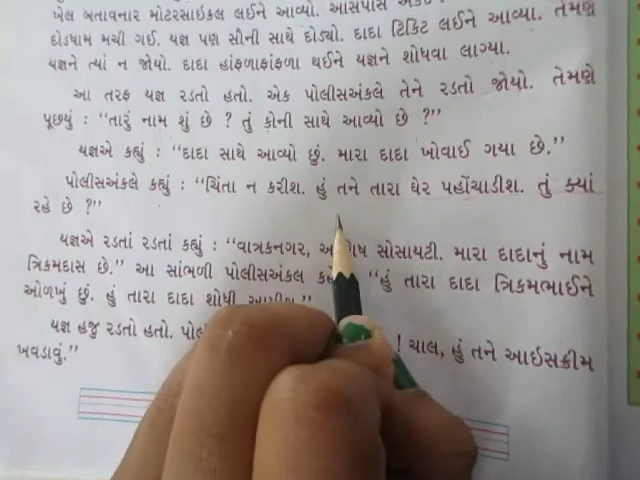 ખેલ બતાવનાર મોટરસાઇકલ લઈને આવ્યો. આસપાસ
દોડધામ મચી ગઈ. યજ્ઞ પણ સૌની સાથે દોડ્યો. દાદા ટિકિટ લઈને આવ્યા. તેમણે
યજ્ઞને ત્યાં ન જોયો. દાદા હાંફળાફાંફળા થઈને યજ્ઞને શોધવા લાગ્યા.
આ તરફ યજ્ઞ રડતો હતો. એક પોલીસઅંકલે તેને રડતો જોયો. તેમણે
પૂછ્યું : “તારું નામ શું છે ? તું કોની સાથે આવ્યો છે ?”
યજ્ઞએ કહ્યું : “દાદા સાથે આવ્યો છું. મારા દાદા ખોવાઈ ગયા છે.”
પોલીસઅંકલે કહ્યું : “ચિંતા ન કરીશ. હું તને તારા ઘેર પહોંચાડીશ. તું ક્યાં
રહે છે ?”
યજ્ઞએ રડતાં રડતાં કહ્યું : “વાત્રકનગર, સોસાયટી. મારા દાદાનું નામ
ત્રિકમદાસ છે.” આ સાંભળી પોલીસઅંકલ “હું તારા દાદા ત્રિકમભાઈને
ઓળખું છું. હું તારા દાદા શોધી
યજ્ઞ હજુ રડતો હતો. ! ચાલ, હું તને આઇસક્રીમ
ખવડાવું.”